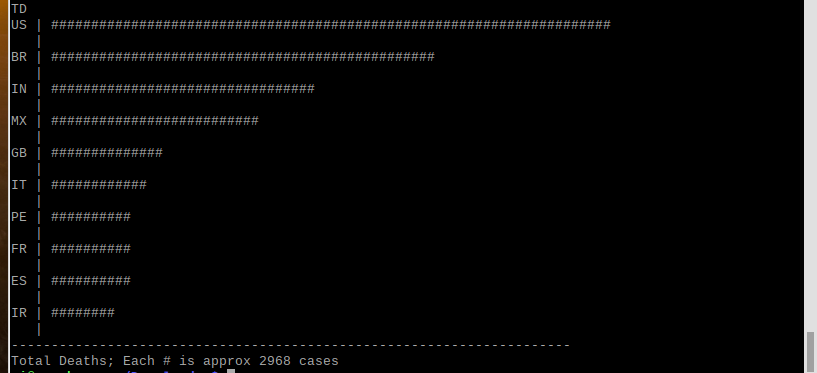 TD
US | ######################################################################
|
BR | ################################################
|
IN | #################################
|
MX | ##########################
|
GB | ##############
|
IT | ############
|
PE | ##########
|
FR | ##########
|
ES | ##########
|
IR | ########
|
----------------------------------------------------------------------
Total Deaths; Each # is approx 2968 cases